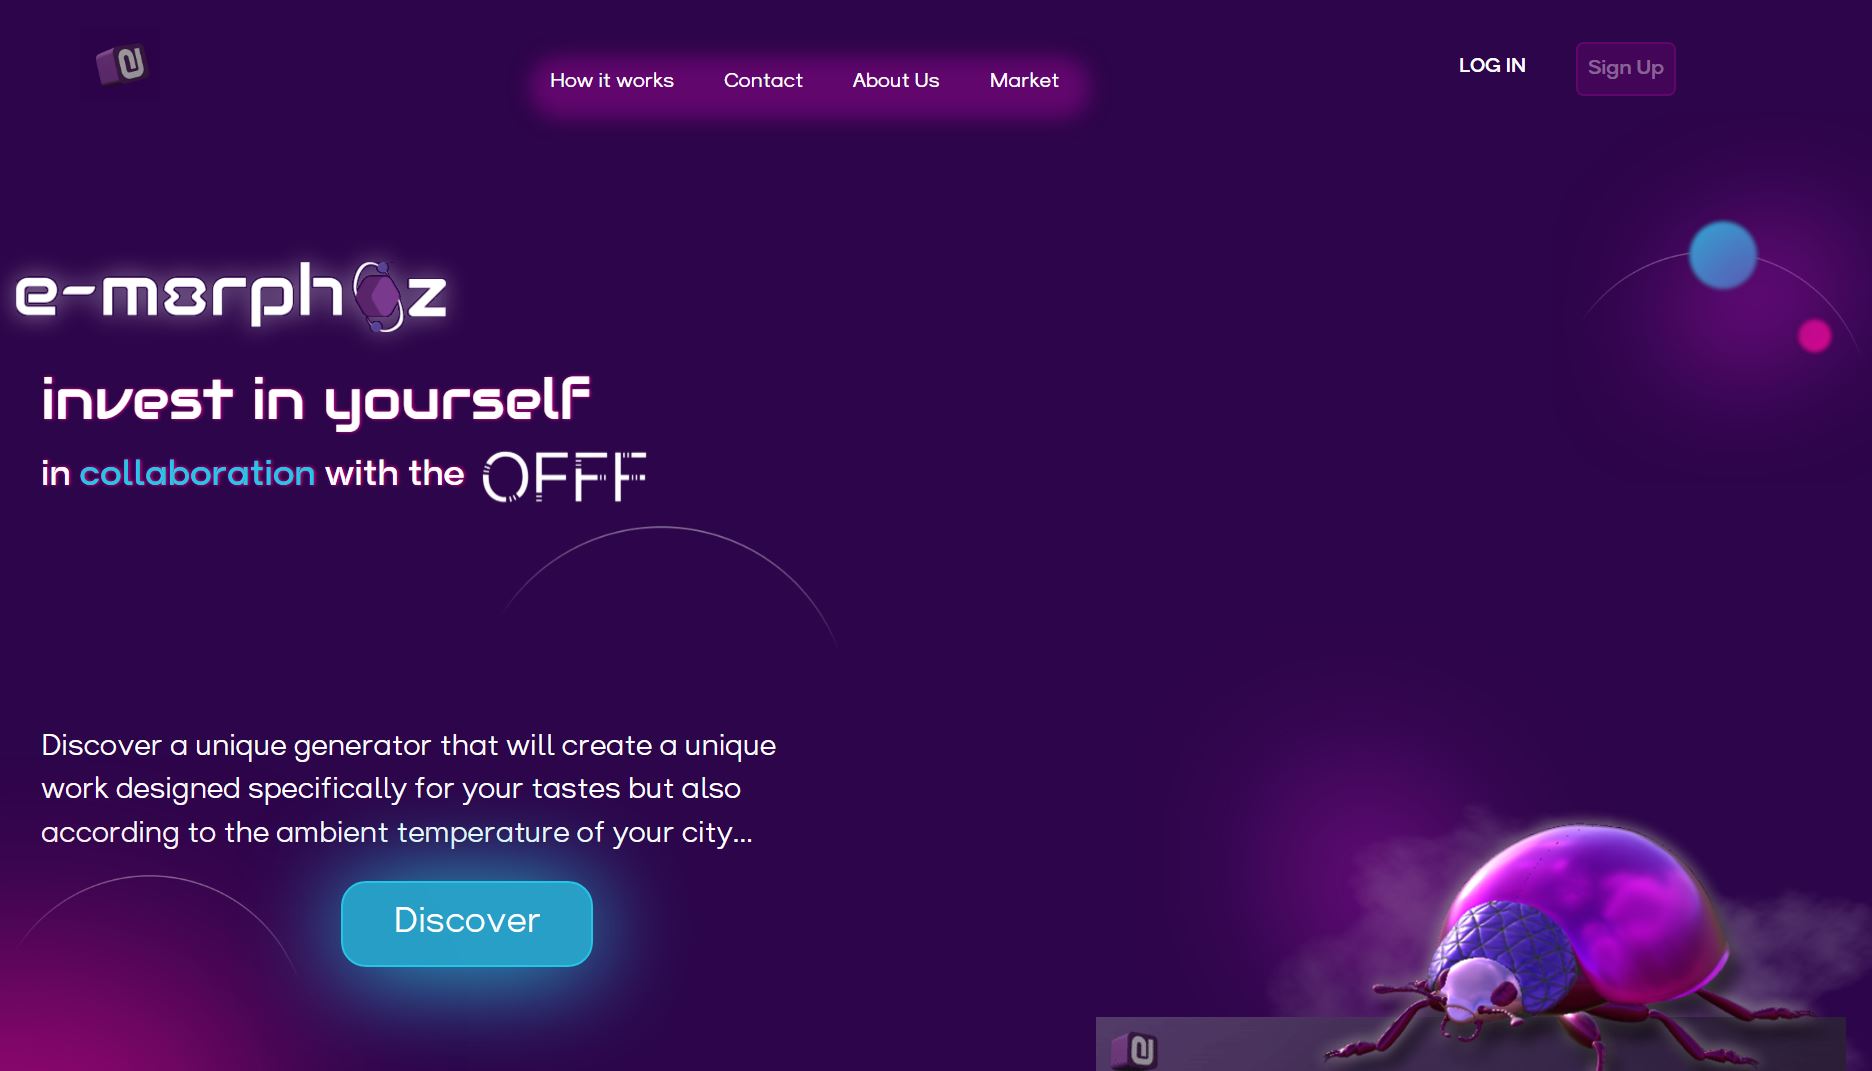 How it works Contact About Us Market
LOG IN Sign Up
e-m8rphoz
invest in yourself
in collaboration with the OFFF
Discover a unique generator that will create a unique
work designed specifically for your tastes but also
according to the ambient temperature of your city...
Discover